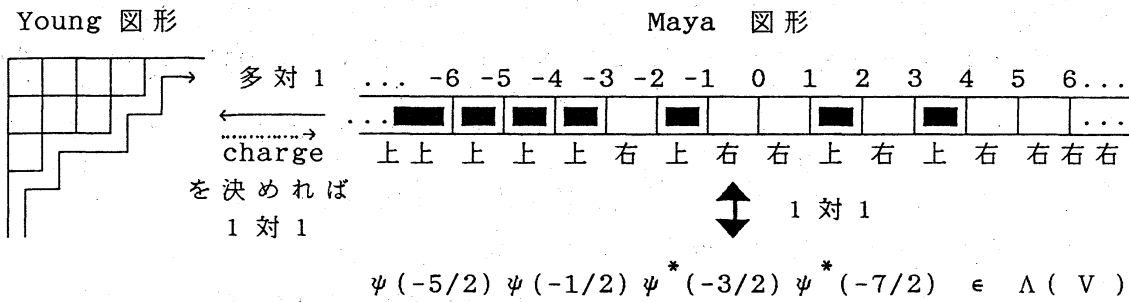 Young 図形
Maya 図形
多対1
... -6 -5 -4 -3 -2 -1 0 1 2 3 4 5 6...
... ...
charge
を決めれば
1対1
上上 上 上 上 右 上 右 右 上 右 上 右 右 右 右
1対1
ψ(-5/2) ψ(-1/2) ψ*(-3/2) ψ*(-7/2) ϵ Λ( V )